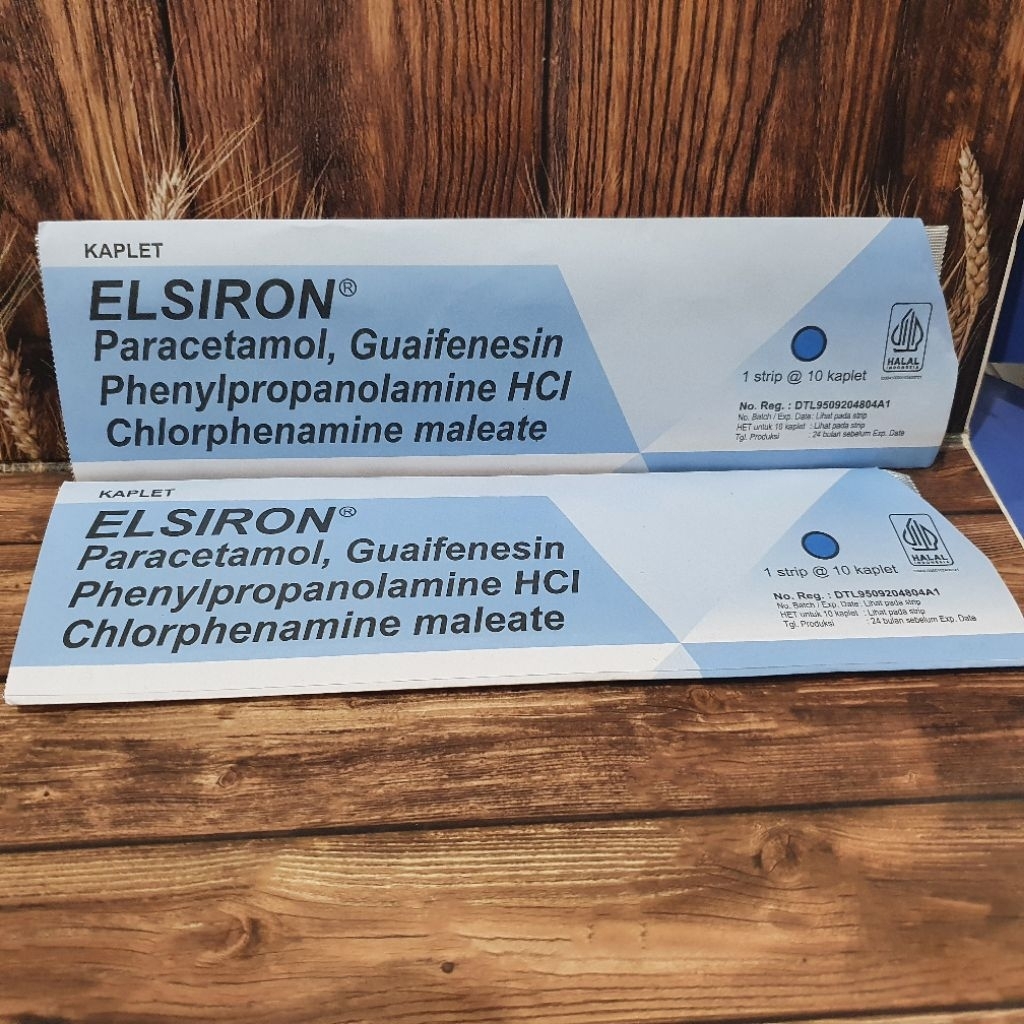 KAPLET
ELSIRON®
Paracetamol, Guaifenesin
Phenylpropanolamine HCl
Chlorphenamine maleate
1 strip @ 10 kaplet
HALAL
INDONESIA
No. Reg. : DTL9509204804A1
No. Batch / Exp. Date : Lihat pada strip
HET untuk 10 kaplet : Lihat pada strip
Tgl. Produksi : 24 bulan sebelum Exp. Date
KAPLET
ELSIRON®
Paracetamol, Guaifenesin
Phenylpropanolamine HCl
Chlorphenamine maleate
1 strip @ 10 kaplet
HALAL
INDONESIA
No. Reg. : DTL9509204804A1
No. Batch / Exp. Date : Lihat pada strip
HET untuk 10 kaplet : Lihat pada strip
Tgl. Produksi : 24 bulan sebelum Exp. Date